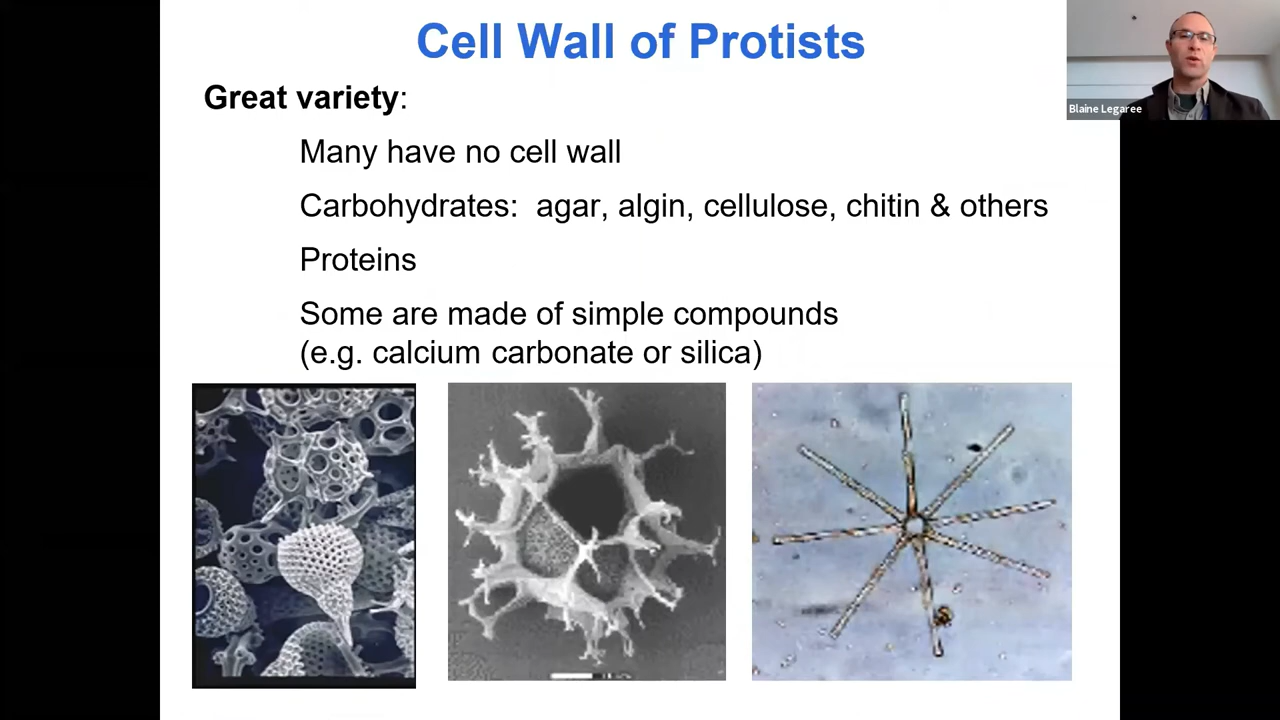 Cell Wall of Protists
Blaine Legaree
Great variety:
Many have no cell wall
Carbohydrates: agar, algin, cellulose, chitin & others
Proteins
Some are made of simple compounds
(e.g. calcium carbonate or silica)